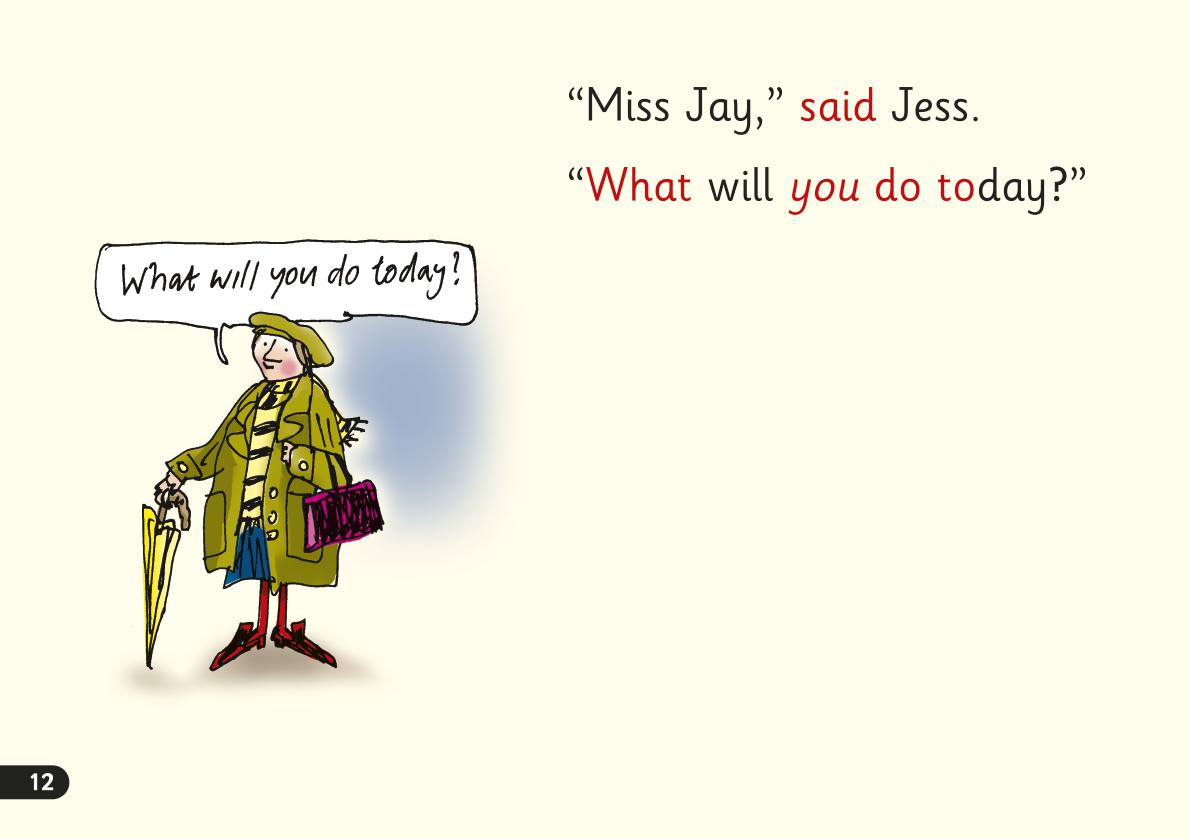 “Miss Jay,” said Jess.
“What will you do today?”
What will you do today?
12